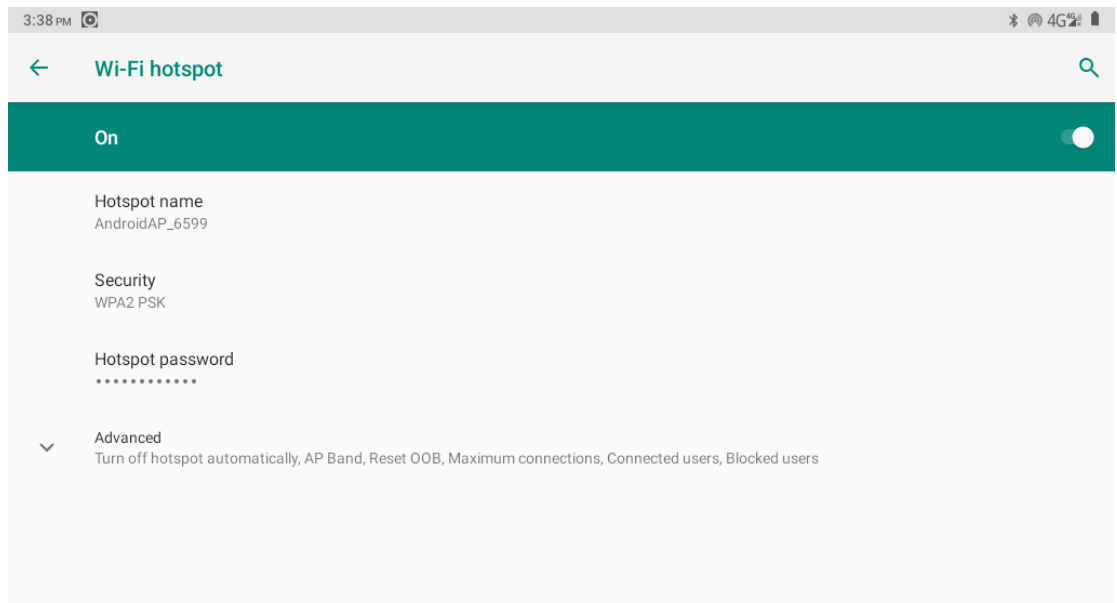 3:38 PM
4G 4G
Wi-Fi hotspot
On
Hotspot name
AndroidAP_6599
Security
WPA2 PSK
Hotspot password
••••••••••••
Advanced
Turn off hotspot automatically, AP Band, Reset OOB, Maximum connections, Connected users, Blocked users